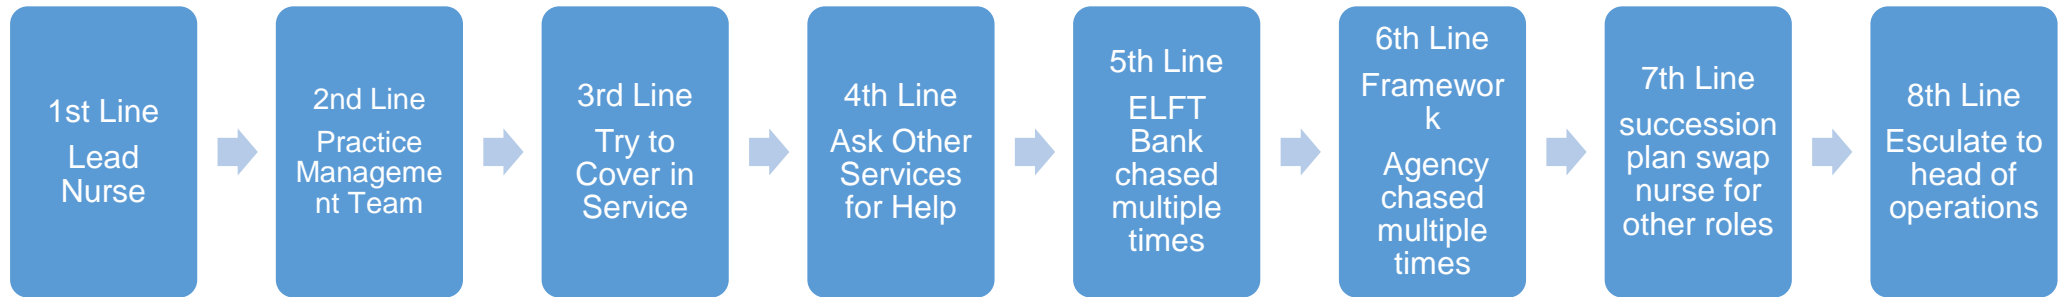 1st Line
Lead
Nurse
2nd Line
Practice
Manageme
nt Team
3rd Line
Try to
Cover in
Service
4th Line
Ask Other
Services
for Help
5th Line
ELFT
Bank
chased
multiple
times
6th Line
Framewor
k
Agency
chased
multiple
times
7th Line
succession
plan swap
nurse for
other roles
8th Line
Esculate to
head of
operations